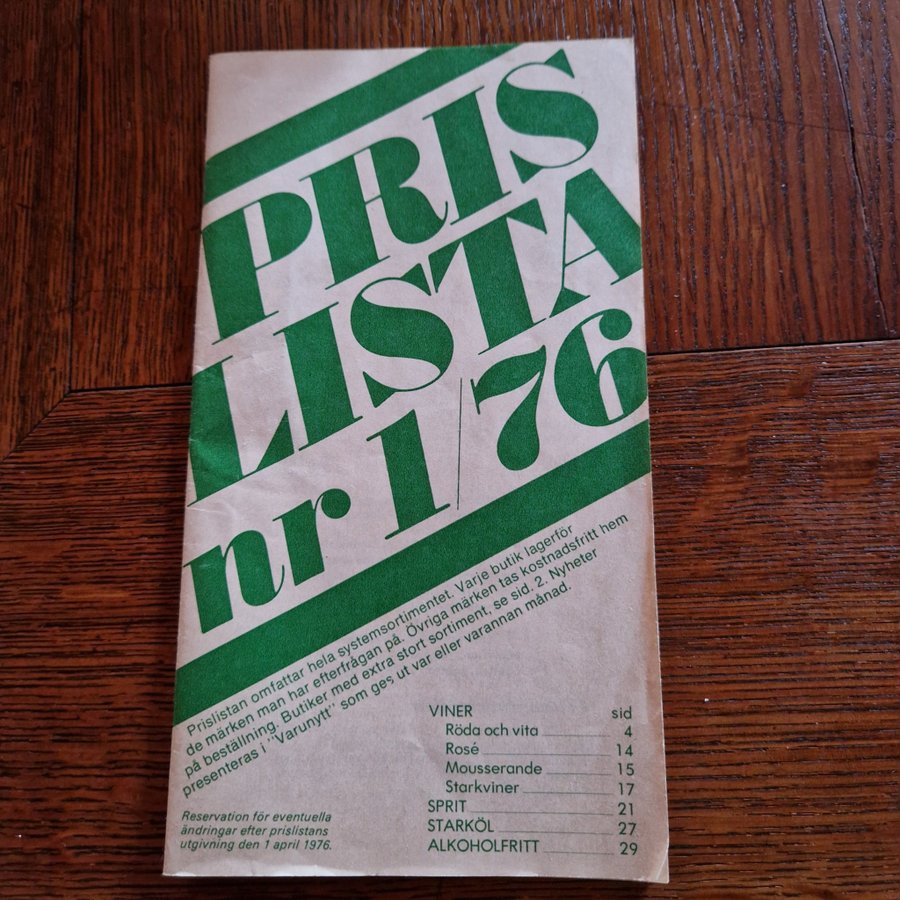 PRIS
LISTA
nr 1/76
Prislistan omfattar hela systemsortimentet. Varje butik lagerför
de märken man har efterfrågan på. Övriga märken tas kostnadsfritt hem
på beställning. Butiker med extra stort sortiment, se sid. 2. Nyheter
presenteras i "Varunytt" som ges ut var eller varannan månad.
VINER sid
Röda och vita 4
Rosé 14
Mousserande 15
Starkviner 17
SPRIT 21
STARKÖL 27
ALKOHOLFRITT 29
Reservation för eventuella
ändringar efter prislistans
utgivning den 1 april 1976.